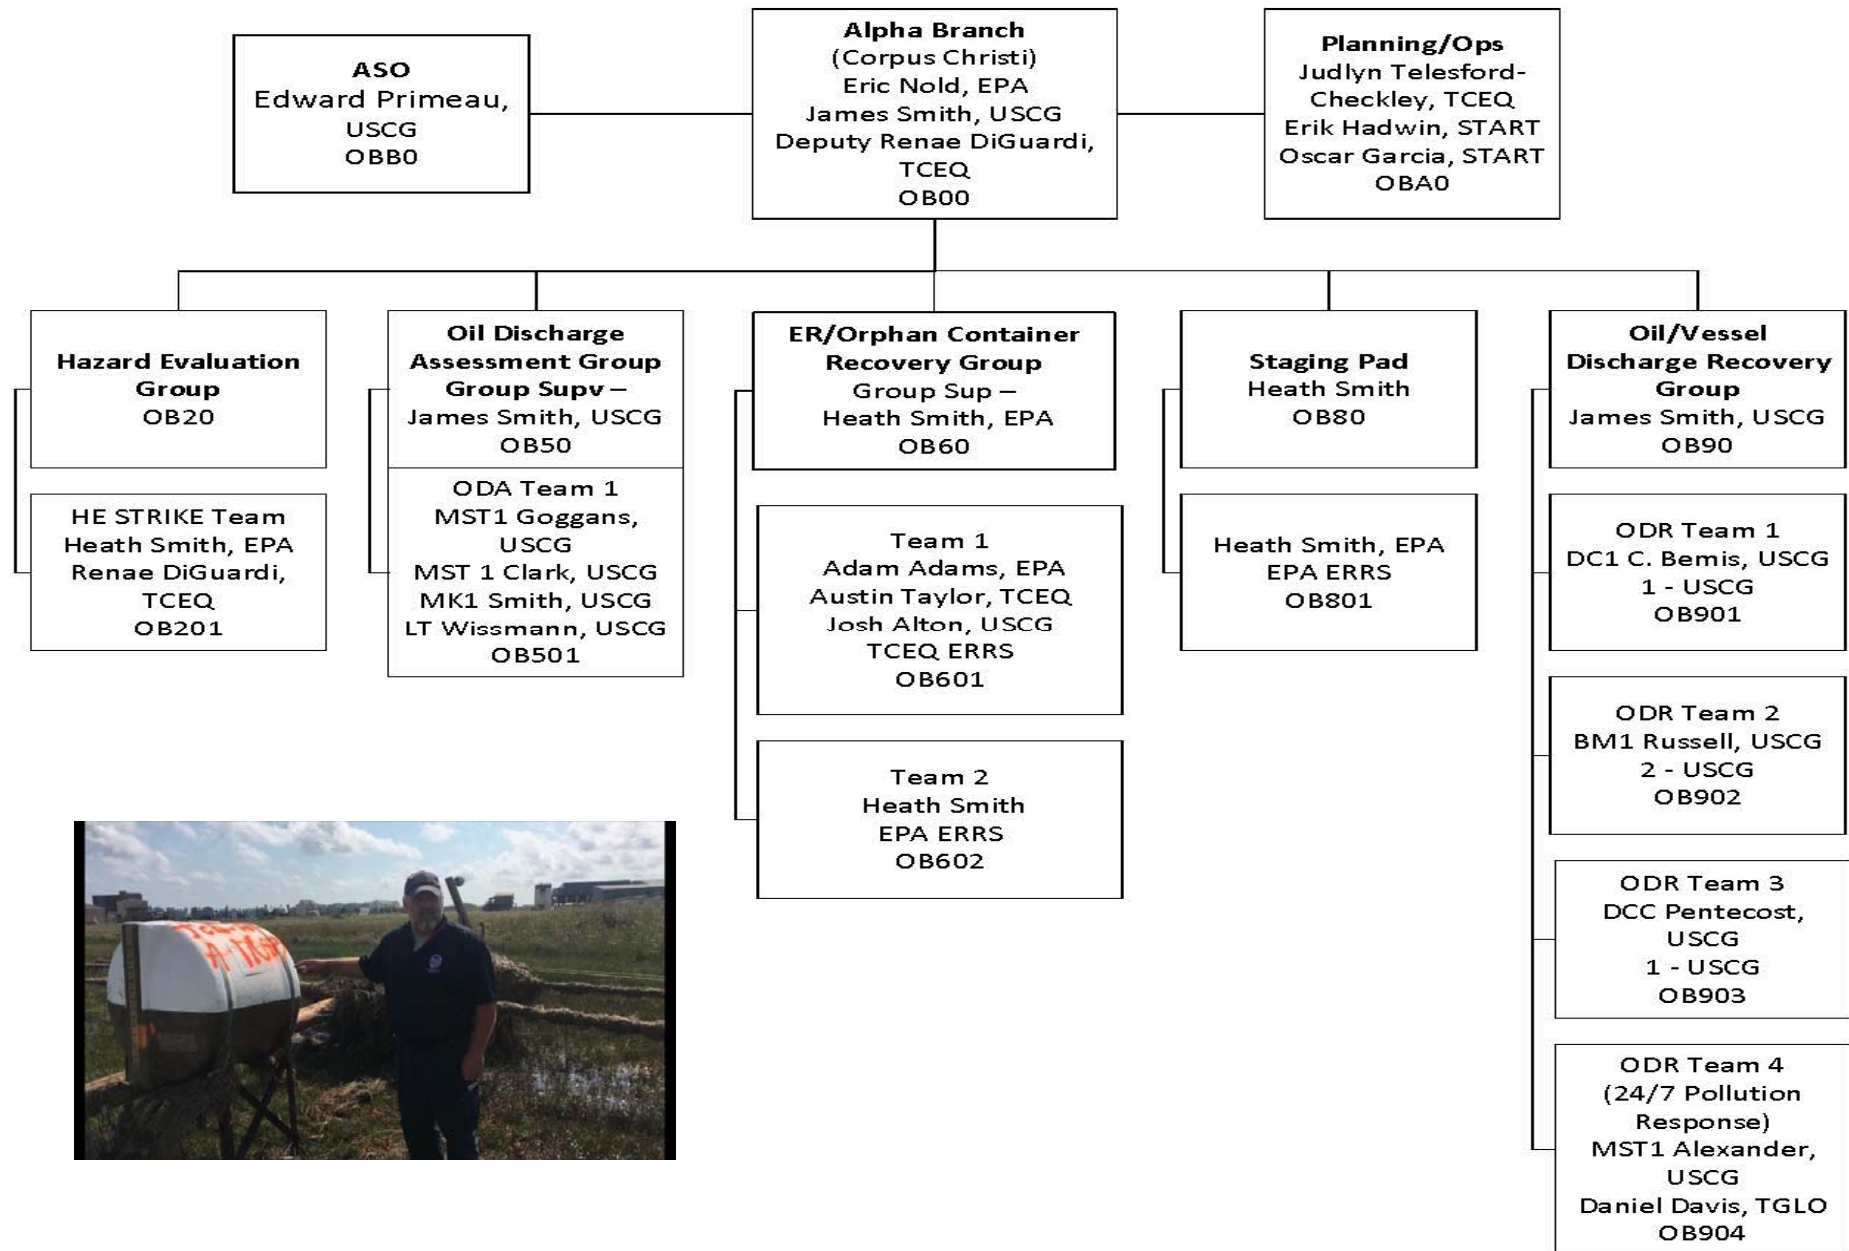 ASO
Edward Primeau,
USCG
OBB0
Alpha Branch
(Corpus Christi)
Eric Nold, EPA
James Smith, USCG
Deputy Renae DiGuardi,
TCEQ
OB00
Planning/Ops
Judlyn Telesford-
Checkley, TCEQ
Erik Hadwin, START
Oscar Garcia, START
OBA0
Hazard Evaluation
Group
OB20
HE STRIKE Team
Heath Smith, EPA
Renae DiGuardi,
TCEQ
OB201
Oil Discharge
Assessment Group
Group Supv –
James Smith, USCG
OB50
ODA Team 1
MST1 Goggans,
USCG
MST 1 Clark, USCG
MK1 Smith, USCG
LT Wissmann, USCG
OB501
ER/Orphan Container
Recovery Group
Group Sup –
Heath Smith, EPA
OB60
Team 1
Adam Adams, EPA
Austin Taylor, TCEQ
Josh Alton, USCG
TCEQ ERRS
OB601
Team 2
Heath Smith
EPA ERRS
OB602
Staging Pad
Heath Smith
OB80
Heath Smith, EPA
EPA ERRS
OB801
Oil/Vessel
Discharge Recovery
Group
James Smith, USCG
OB90
ODR Team 1
DC1 C. Bemis, USCG
1 - USCG
OB901
ODR Team 2
BM1 Russell, USCG
2 - USCG
OB902
ODR Team 3
DCC Pentecost,
USCG
1 - USCG
OB903
ODR Team 4
(24/7 Pollution
Response)
MST1 Alexander,
USCG
Daniel Davis, TGLO
OB904